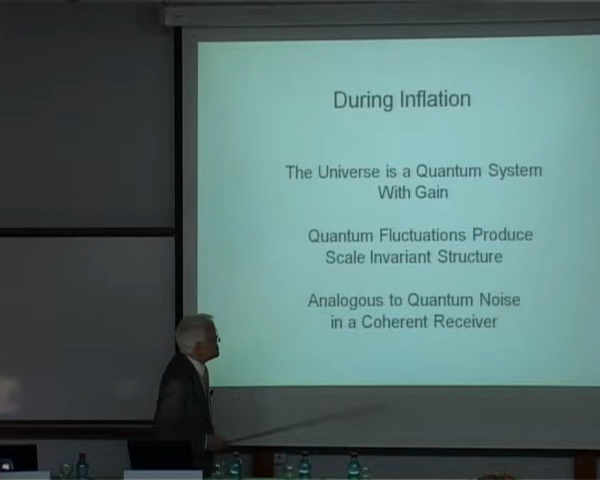 During Inflation
The Universe is a Quantum System
With Gain
Quantum Fluctuations Produce
Scale Invariant Structure
Analogous to Quantum Noise
in a Coherent Receiver